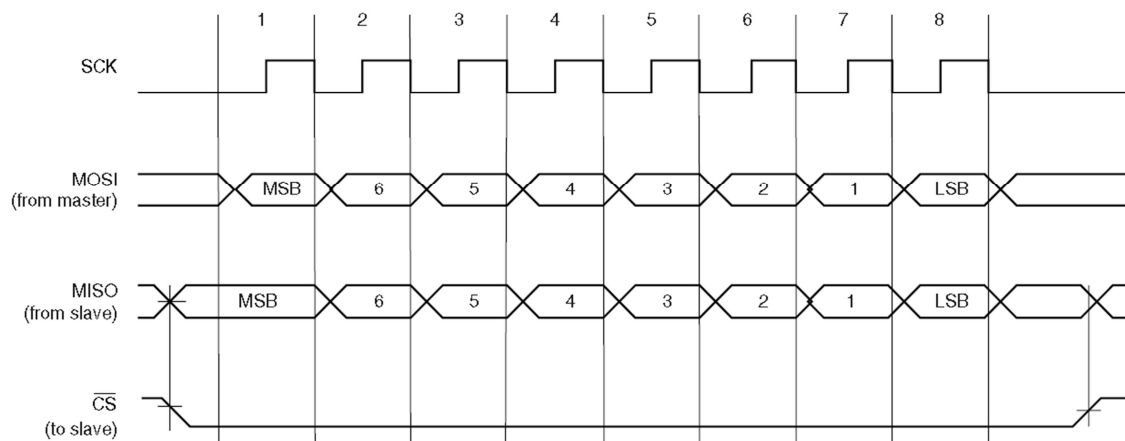 1 2 3 4 5 6 7 8
SCK
MOSI
(from master)
MSB 6 5 4 3 2 1 LSB
MISO
(from slave)
MSB 6 5 4 3 2 1 LSB
C̅S̅
(to slave)